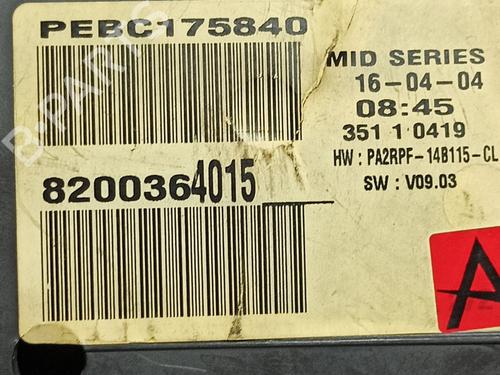 PEBC175840
MID SERIES
16-04-04
08:45
351 1 0419
HW : PA2RPF-14B115-CL
SW : V09.03
8200364015
A
B-PARTS